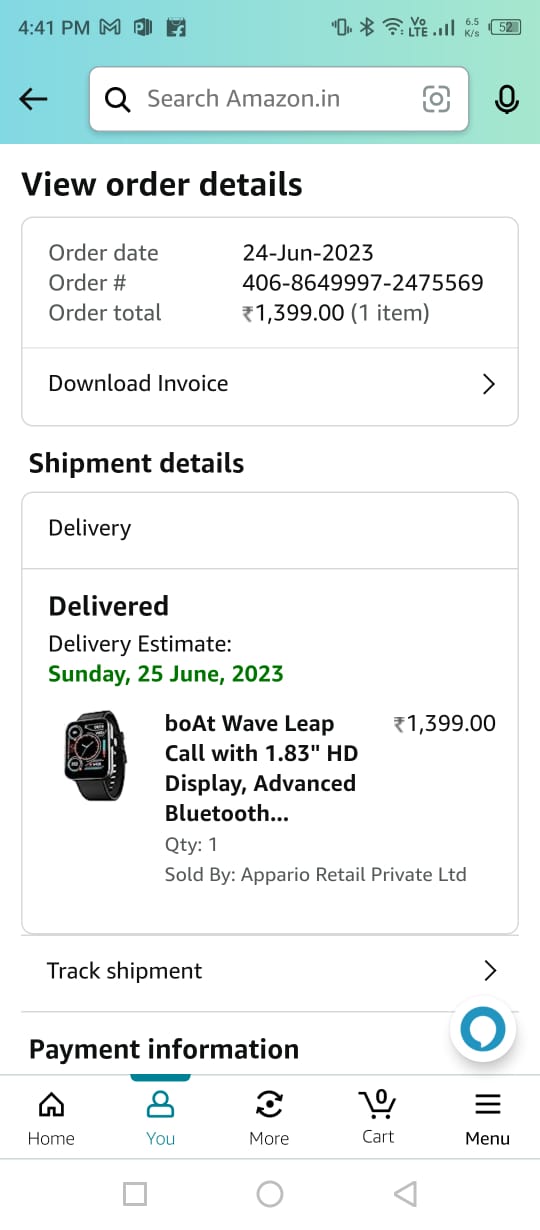 4:41 PM
Vo LTE
6.5 K/s
52
Search Amazon.in
View order details
Order date 24-Jun-2023
Order # 406-8649997-2475569
Order total ₹1,399.00 (1 item)
Download Invoice
Shipment details
Delivery
Delivered
Delivery Estimate:
Sunday, 25 June, 2023
boAt Wave Leap ₹1,399.00
Call with 1.83" HD
Display, Advanced
Bluetooth...
Qty: 1
Sold By: Appario Retail Private Ltd
Track shipment
Payment information
0
Home You More Cart Menu